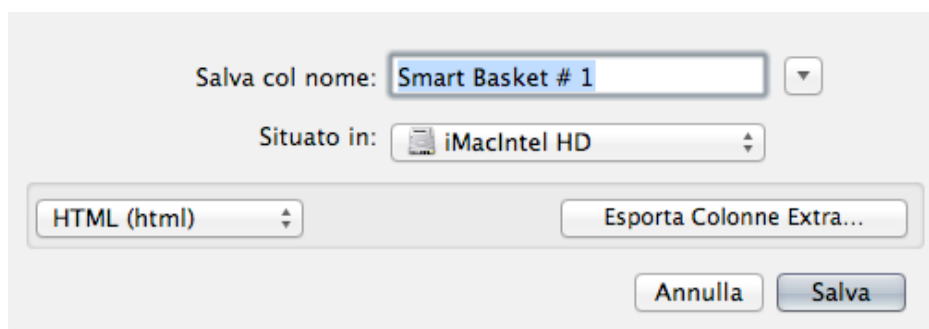 Salva col nome: Smart Basket # 1
Situato in: iMacIntel HD
HTML (html) Esporta Colonne Extra...
Annulla Salva